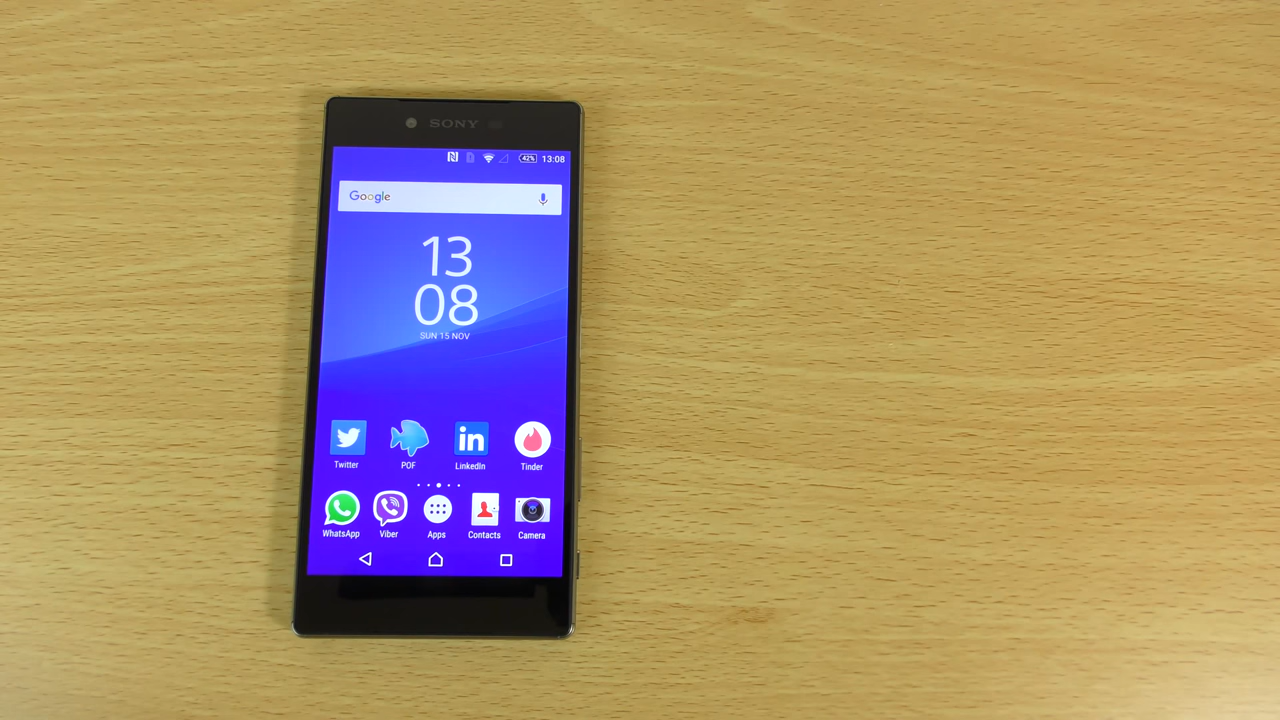 SONY
42% 13:08
Google
13
08
SUN 15 NOV
in
Twitter POF LinkedIn Tinder
WhatsApp Viber Apps Contacts Camera